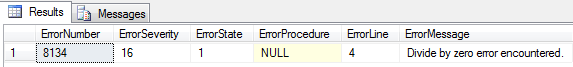 Results Messages
ErrorNumber ErrorSeverity ErrorState ErrorProcedure ErrorLine ErrorMessage
1 8134 16 1 NULL 4 Divide by zero error encountered.